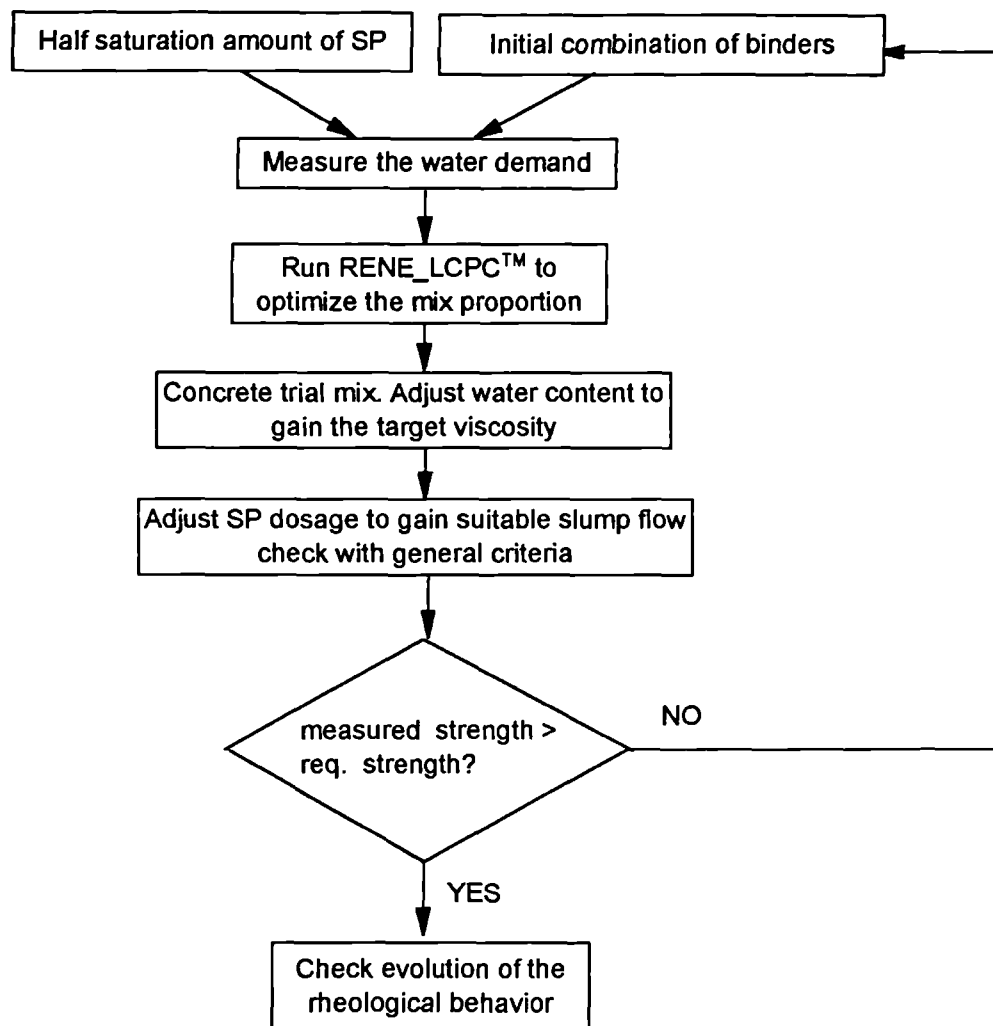 Half saturation amount of SP
Initial combination of binders
Measure the water demand
Run RENE_LCPC™ to
optimize the mix proportion
Concrete trial mix. Adjust water content to
gain the target viscosity
Adjust SP dosage to gain suitable slump flow
check with general criteria
measured strength >
req. strength?
NO
YES
Check evolution of the
rheological behavior